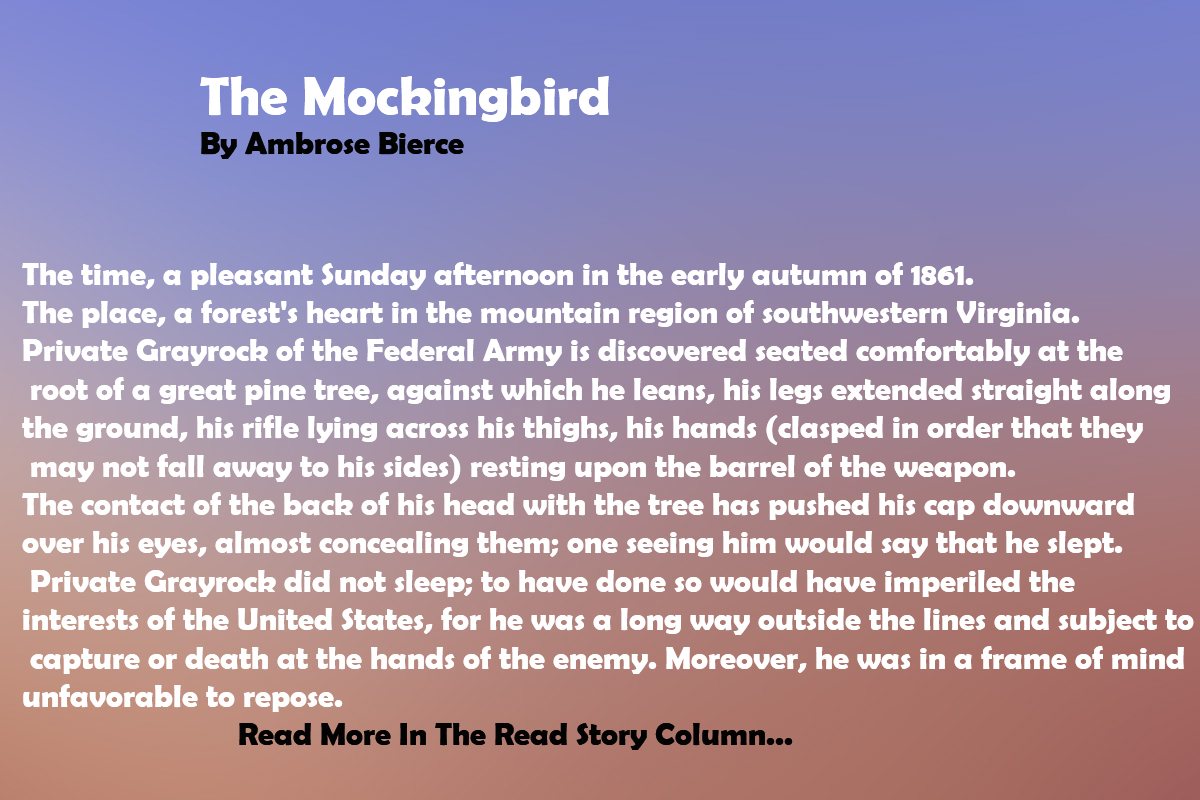 The Mockingbird
By Ambrose Bierce
The time, a pleasant Sunday afternoon in the early autumn of 1861.
The place, a forest's heart in the mountain region of southwestern Virginia.
Private Grayrock of the Federal Army is discovered seated comfortably at the
root of a great pine tree, against which he leans, his legs extended straight along
the ground, his rifle lying across his thighs, his hands (clasped in order that they
may not fall away to his sides) resting upon the barrel of the weapon.
The contact of the back of his head with the tree has pushed his cap downward
over his eyes, almost concealing them; one seeing him would say that he slept.
Private Grayrock did not sleep; to have done so would have imperiled the
interests of the United States, for he was a long way outside the lines and subject to
capture or death at the hands of the enemy. Moreover, he was in a frame of mind
unfavorable to repose.
Read More In The Read Story Column...